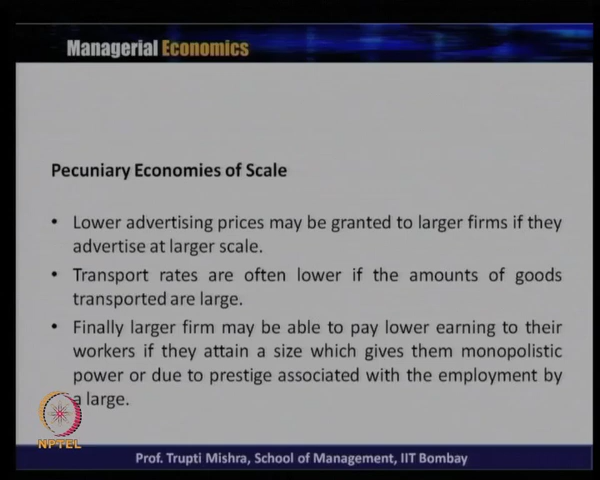 Managerial Economics
Pecuniary Economies of Scale
• Lower advertising prices may be granted to larger firms if they
advertise at larger scale.
• Transport rates are often lower if the amounts of goods
transported are large.
• Finally larger firm may be able to pay lower earning to their
workers if they attain a size which gives them monopolistic
power or due to prestige associated with the employment by
a large.
NPTEL
Prof. Trupti Mishra, School of Management, IIT Bombay